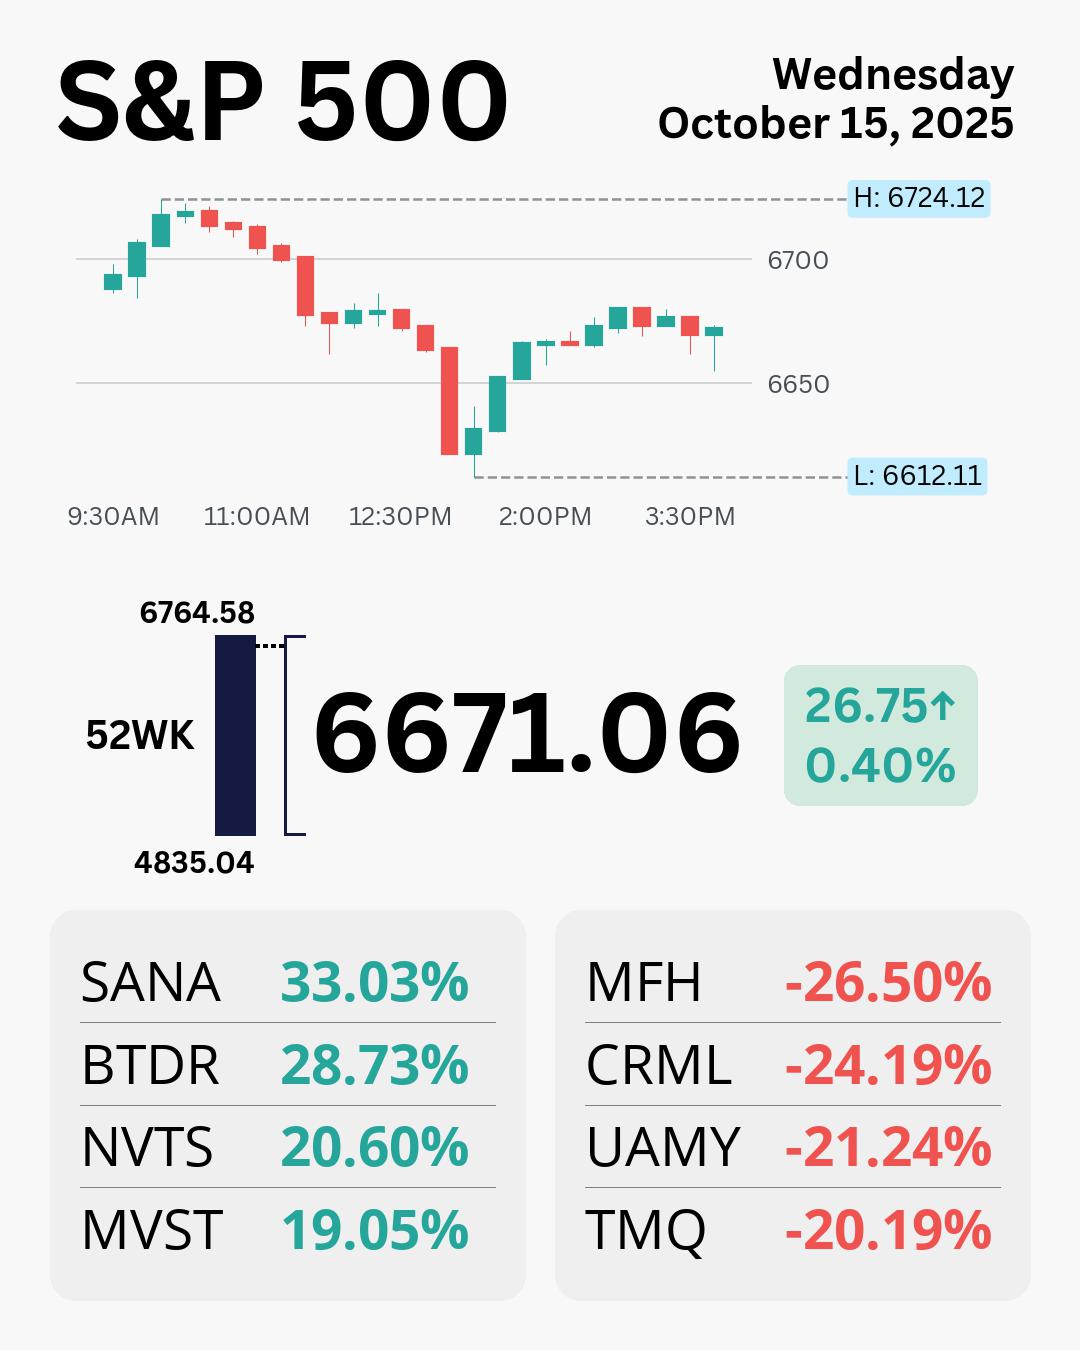 S&P 500
Wednesday
October 15, 2025
H: 6724.12
6700
6650
L: 6612.11
9:30AM 11:00AM 12:30PM 2:00PM 3:30PM
6764.58
52WK
4835.04
6671.06
26.75↑
0.40%
SANA 33.03%
BTDR 28.73%
NVTS 20.60%
MVST 19.05%
MFH -26.50%
CRML -24.19%
UAMY -21.24%
TMQ -20.19%